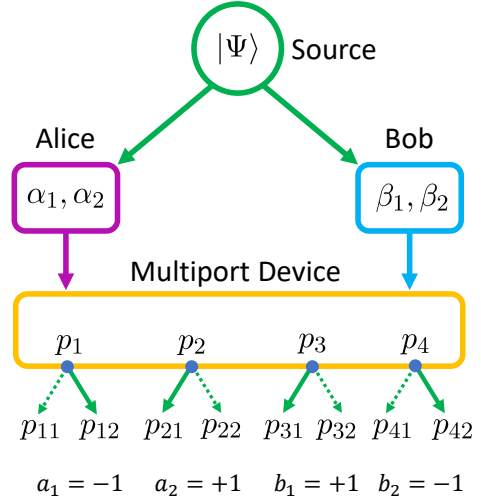 |Ψ⟩ Source
Alice Bob
α₁, α₂ β₁, β₂
Multiport Device
p₁ p₂ p₃ p₄
p₁₁ p₁₂ p₂₁ p₂₂ p₃₁ p₃₂ p₄₁ p₄₂
a₁ = −1 a₂ = +1 b₁ = +1 b₂ = −1